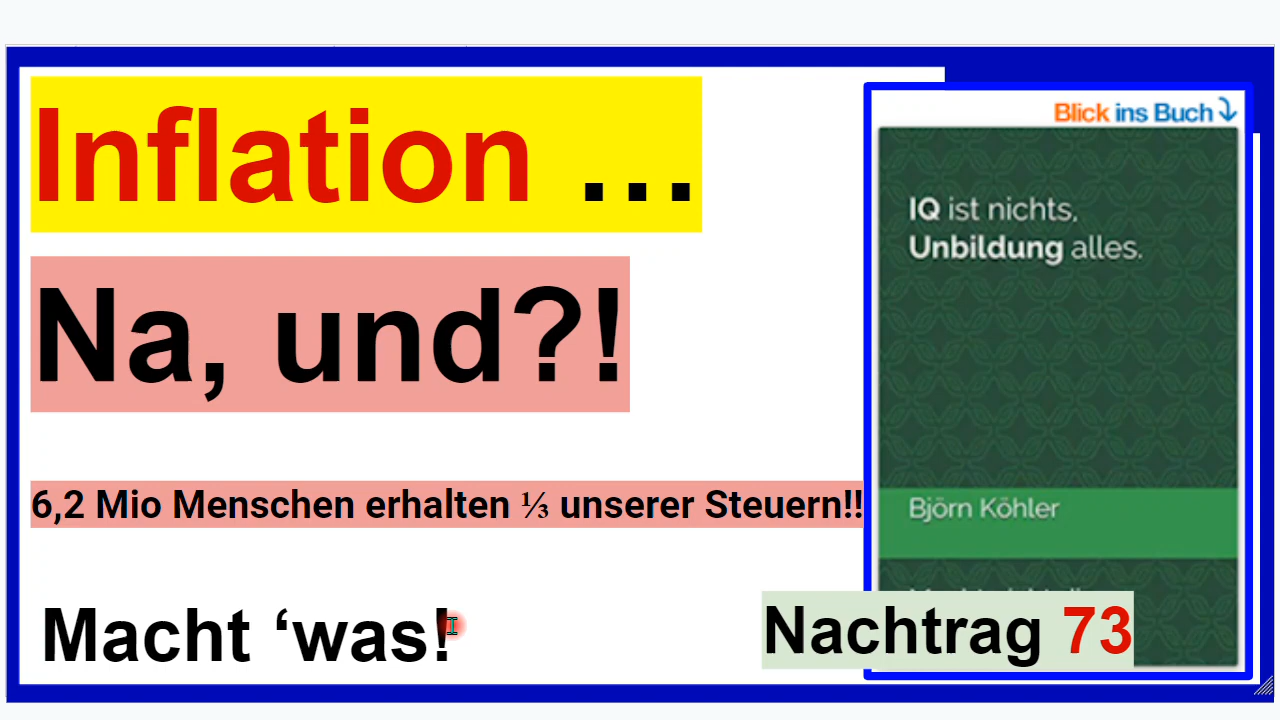 Inflation ...
Na, und?!
6,2 Mio Menschen erhalten ⅓ unserer Steuern!!
Macht ‘was!
Blick ins Buch
IQ ist nichts,
Unbildung alles.
Björn Köhler
Nachtrag 73